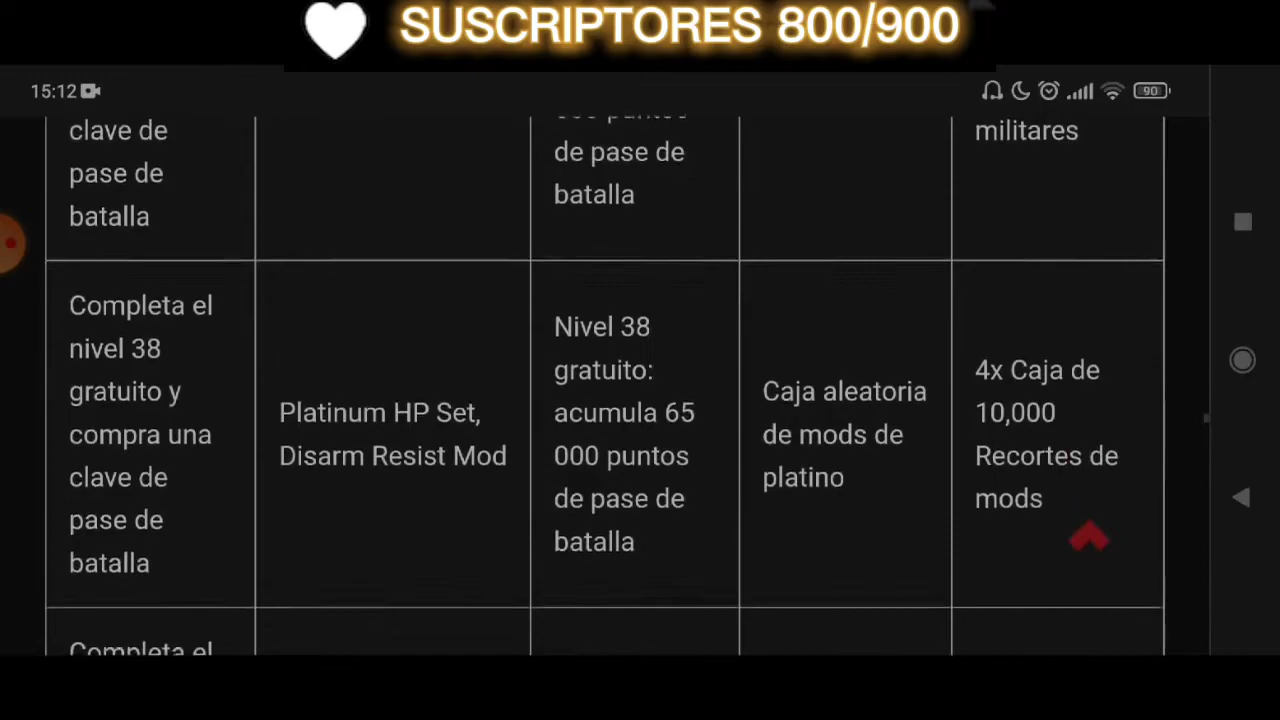 SUSCRIPTORES 800/900
15:12
90
clave de
pase de
batalla
puntos
de pase de
batalla
militares
Completa el
nivel 38
gratuito y
compra una
clave de
pase de
batalla
Platinum HP Set,
Disarm Resist Mod
Nivel 38
gratuito:
acumula 65
000 puntos
de pase de
batalla
Caja aleatoria
de mods de
platino
4x Caja de
10,000
Recortes de
mods
Completa el